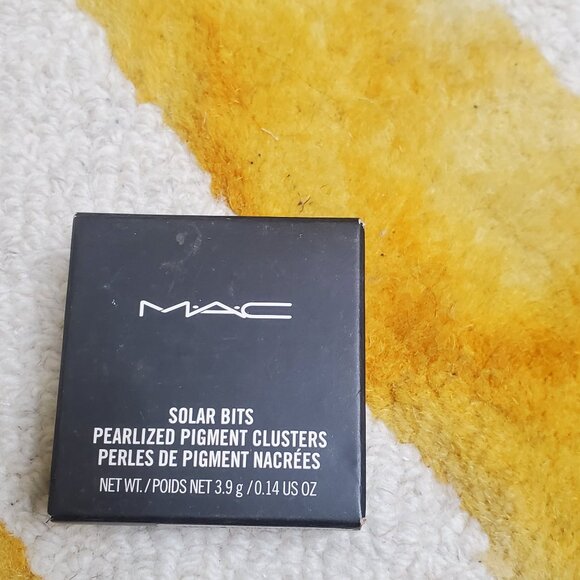 M·A·C
SOLAR BITS
PEARLIZED PIGMENT CLUSTERS
PERLES DE PIGMENT NACRÉES
NET WT./POIDS NET 3.9 g / 0.14 US OZ